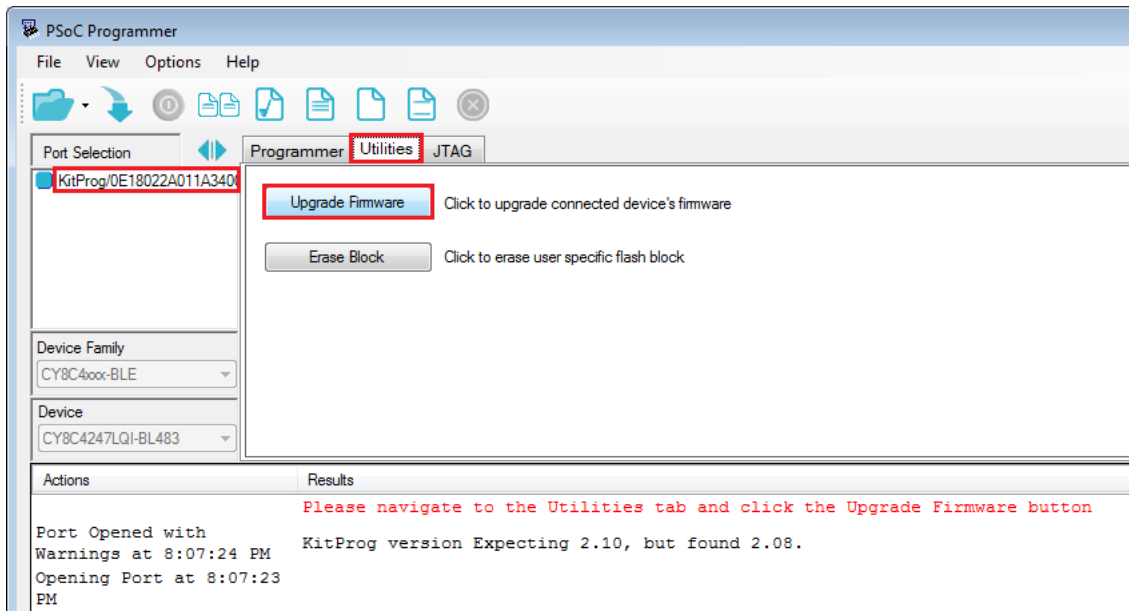 PSoC Programmer
File View Options Help
Port Selection
Programmer Utilities JTAG
KitProg/0E18022A011A3400
Upgrade Firmware Click to upgrade connected device's firmware
Erase Block Click to erase user specific flash block
Device Family
CY8C4xxx-BLE
Device
CY8C4247LQI-BL483
Actions Results
Please navigate to the Utilities tab and click the Upgrade Firmware button
Port Opened with
Warnings at 8:07:24 PM
KitProg version Expecting 2.10, but found 2.08.
Opening Port at 8:07:23
PM